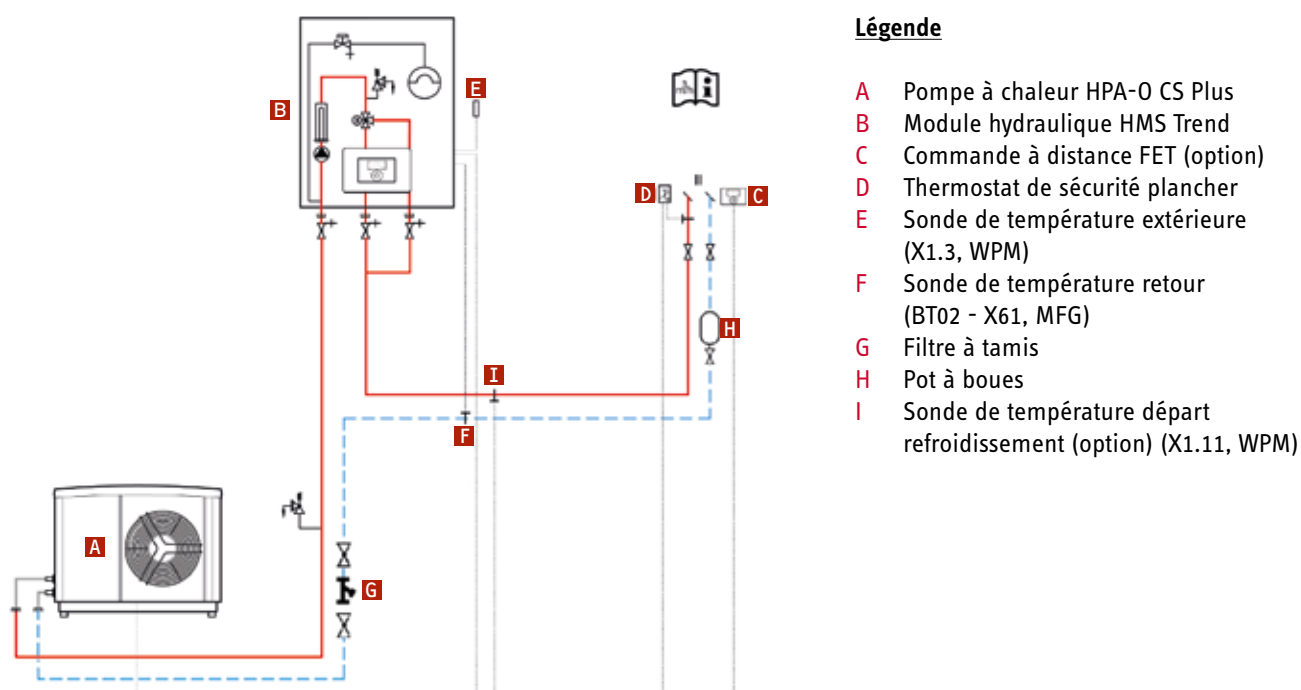 Légende
A Pompe à chaleur HPA-O CS Plus
B Module hydraulique HMS Trend
C Commande à distance FET (option)
D Thermostat de sécurité plancher
E Sonde de température extérieure
(X1.3, WPM)
F Sonde de température retour
(BT02 - X61, MFG)
G Filtre à tamis
H Pot à boues
I Sonde de température départ
refroidissement (option) (X1.11, WPM)
B
E
D
C
H
I
F
A
G